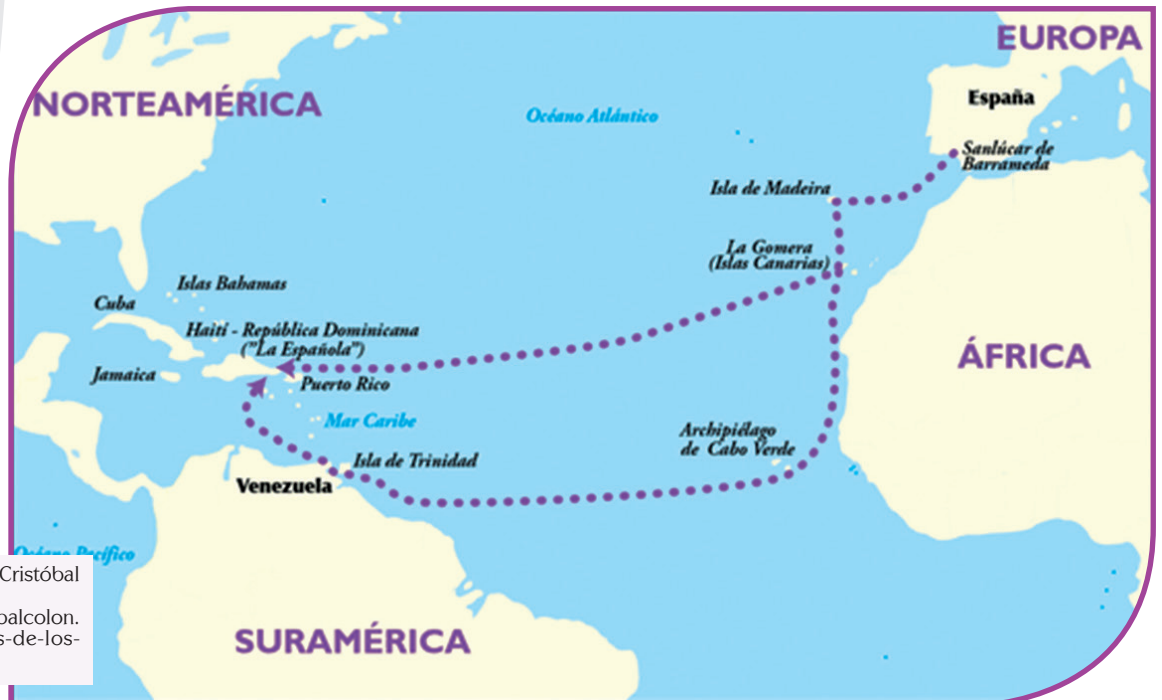 EUROPA
NORTEAMÉRICA
España
Océano Atlántico
Sanlúcar de
Barrameda
Isla de Madeira
La Gomera
(Islas Canarias)
Islas Bahamas
Cuba
Haití - República Dominicana
("La Española")
ÁFRICA
Jamaica
Puerto Rico
Mar Caribe
Archipiélago
de Cabo Verde
Isla de Trinidad
Venezuela
Océano Pacífico
SURAMÉRICA
Cristóbal
balcolon.
s-de-los-